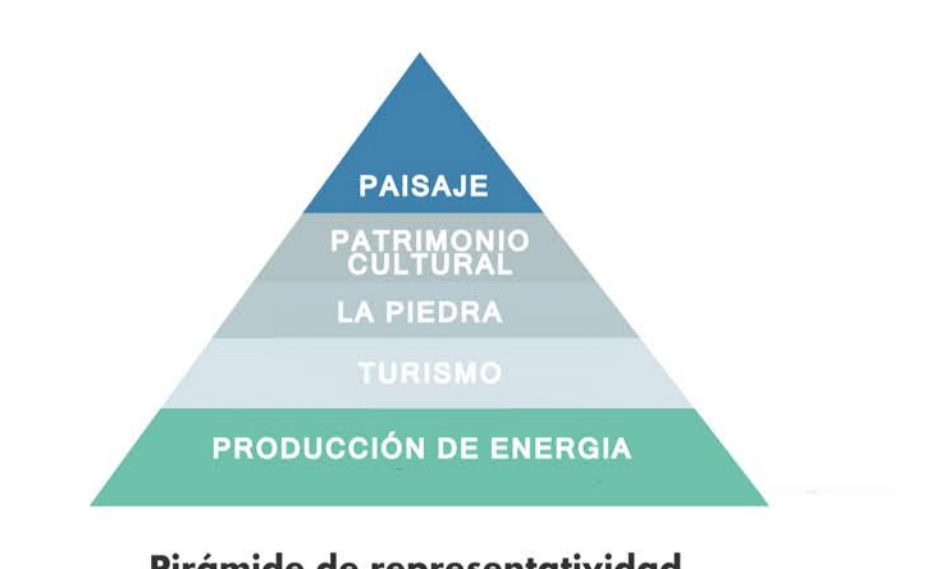 PAISAJE
PATRIMONIO
CULTURAL
LA PIEDRA
TURISMO
PRODUCCIÓN DE ENERGIA
Pirámide de representatividad